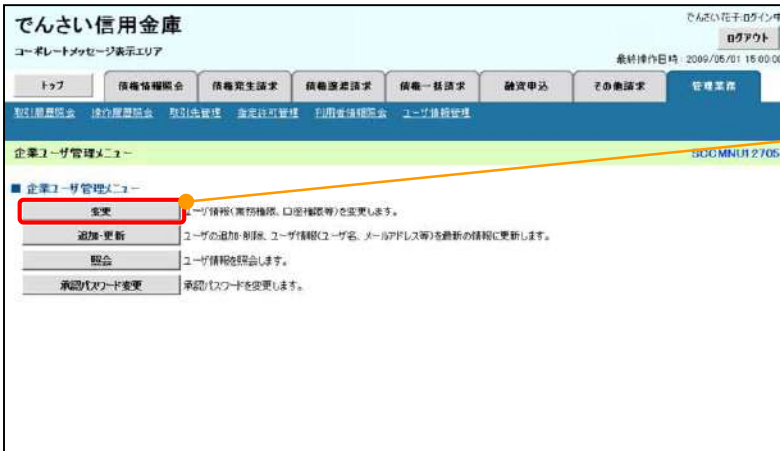 でんさい信用金庫
でんさい花子:ログイン中
ログアウト
コーポレートメッセージ表示エリア
最終操作日時:2009/05/01 15:00:00
トップ 債権情報照会 債権発生請求 債権譲渡請求 債権一括請求 融資申込 その他請求 管理業務
取引履歴照会 操作履歴照会 取引先管理 指定許可管理 利用者情報照会 ユーザ情報管理
企業ユーザ管理メニュー SCCMNU12705
■ 企業ユーザ管理メニュー
変更 ユーザ情報(業務権限、口座権限等)を変更します。
追加・更新 ユーザの追加・削除、ユーザ情報(ユーザ名、メールアドレス等)を最新の情報に更新します。
照会 ユーザ情報を照会します。
承認パスワード変更 承認パスワードを変更します。